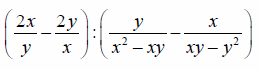 (2x/y − 2y/x) : (y/(x² − xy) − x/(xy − y²))